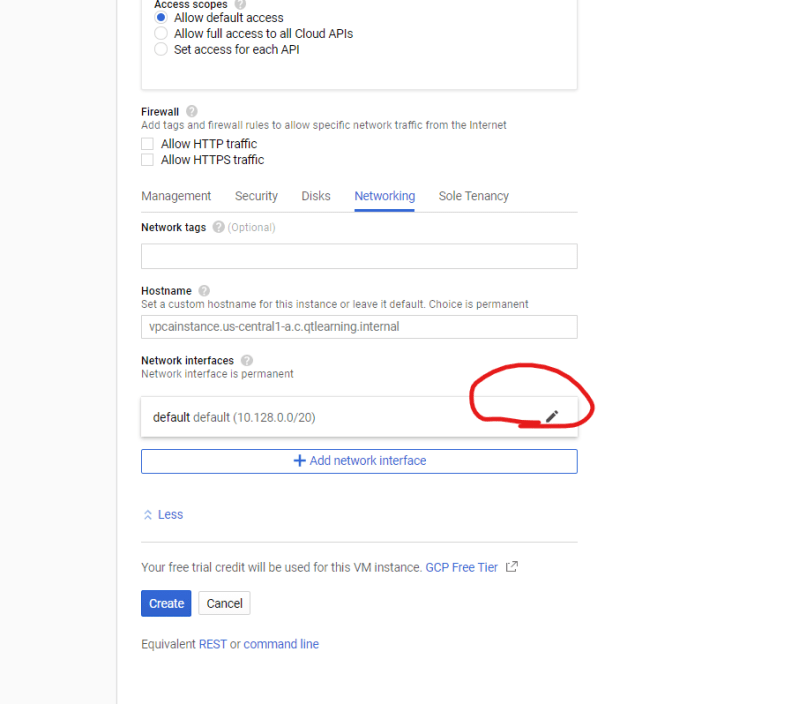 Access scopes
Allow default access
Allow full access to all Cloud APIs
Set access for each API
Firewall
Add tags and firewall rules to allow specific network traffic from the Internet
Allow HTTP traffic
Allow HTTPS traffic
Management Security Disks Networking Sole Tenancy
Network tags (Optional)
Hostname
Set a custom hostname for this instance or leave it default. Choice is permanent
vpcainstance.us-central1-a.c.qtlearning.internal
Network interfaces
Network interface is permanent
default default (10.128.0.0/20)
+ Add network interface
Less
Your free trial credit will be used for this VM instance. GCP Free Tier
Create Cancel
Equivalent REST or command line